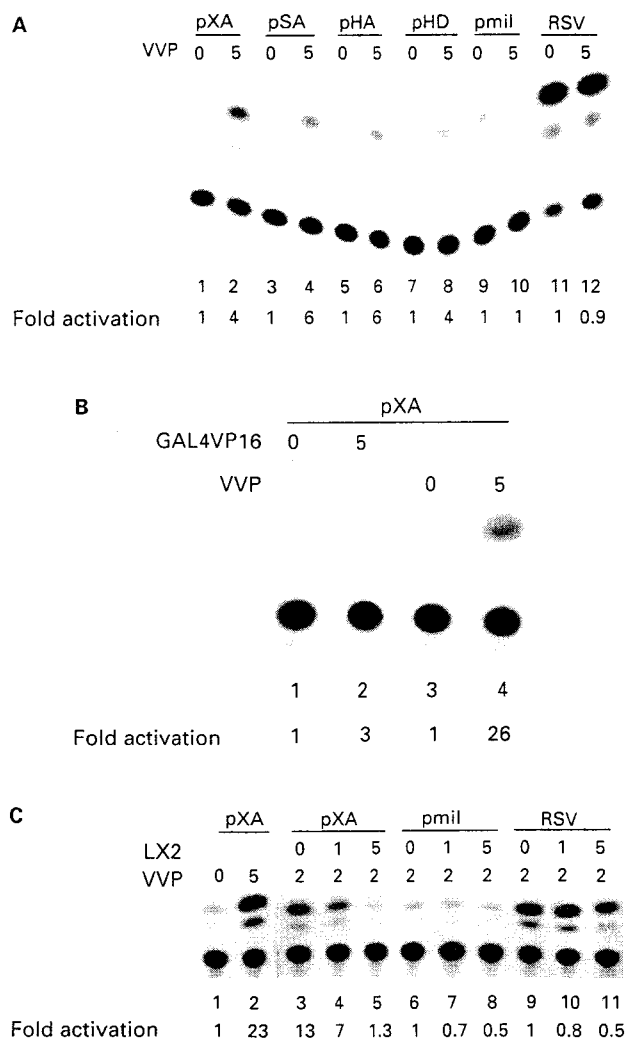 A
pXA pSA pHA pHD pmil RSV
VVP 0 5 0 5 0 5 0 5 0 5 0 5
1 2 3 4 5 6 7 8 9 10 11 12
Fold activation 1 4 1 6 1 6 1 4 1 1 1 0.9
B
pXA
GAL4VP16 0 5
VVP 0 5
1 2 3 4
Fold activation 1 3 1 26
C
pXA pXA pmil RSV
LX2 0 1 5 0 1 5 0 1 5
VVP 0 5 2 2 2 2 2 2 2 2 2
1 2 3 4 5 6 7 8 9 10 11
Fold activation 1 23 13 7 1.3 1 0.7 0.5 1 0.8 0.5